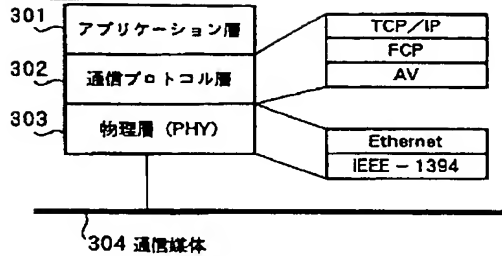 301
アプリケーション層
302
通信プロトコル層
303
物理層 (PHY)
TCP/IP
FCP
AV
Ethernet
IEEE - 1394
304 通信媒体